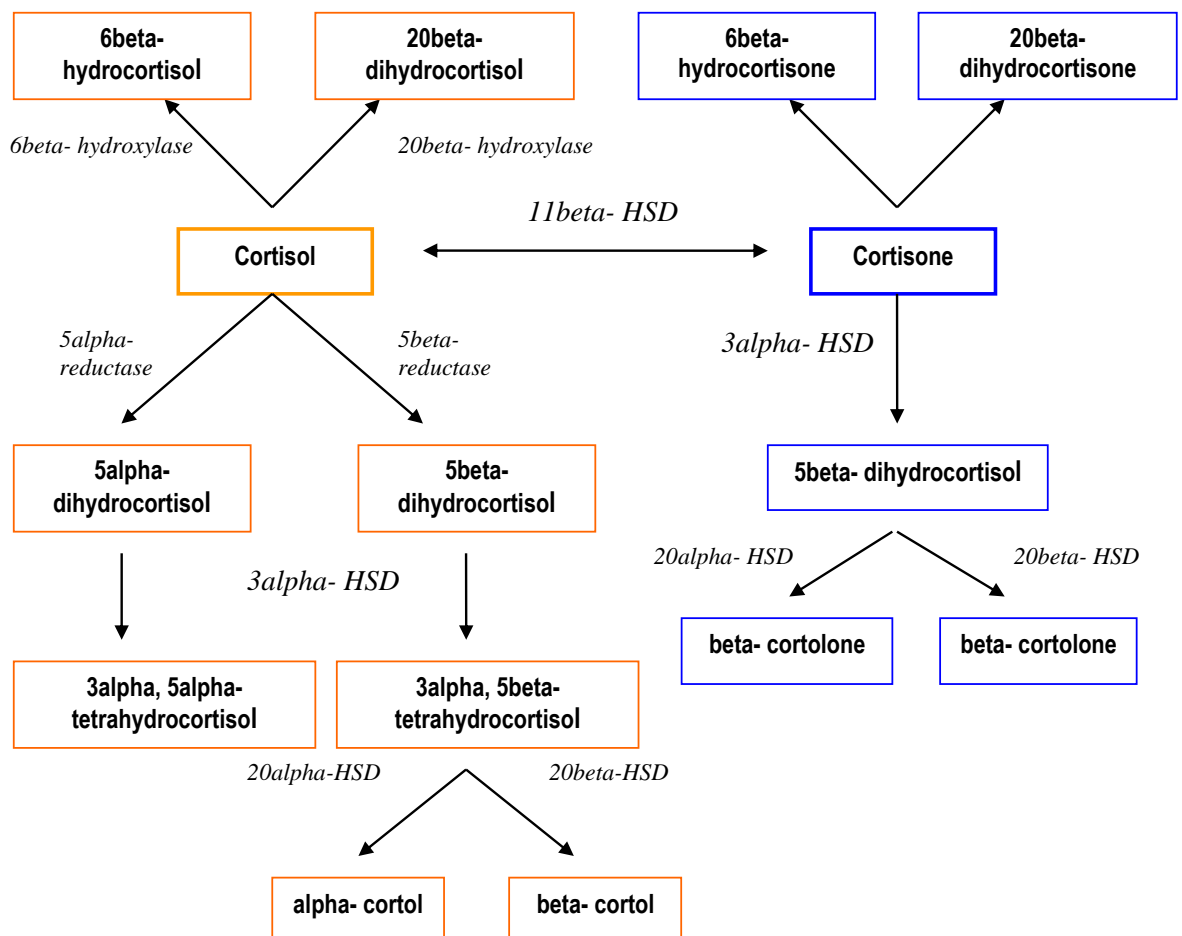 6beta-
hydrocortisol
20beta-
dihydrocortisol
6beta-
hydrocortisone
20beta-
dihydrocortisone
6beta- hydroxylase
20beta- hydroxylase
11beta- HSD
Cortisol
Cortisone
5alpha-
reductase
5beta-
reductase
3alpha- HSD
5alpha-
dihydrocortisol
5beta-
dihydrocortisol
5beta- dihydrocortisol
3alpha- HSD
20alpha- HSD
20beta- HSD
beta- cortolone
beta- cortolone
3alpha, 5alpha-
tetrahydrocortisol
3alpha, 5beta-
tetrahydrocortisol
20alpha-HSD
20beta-HSD
alpha- cortol
beta- cortol